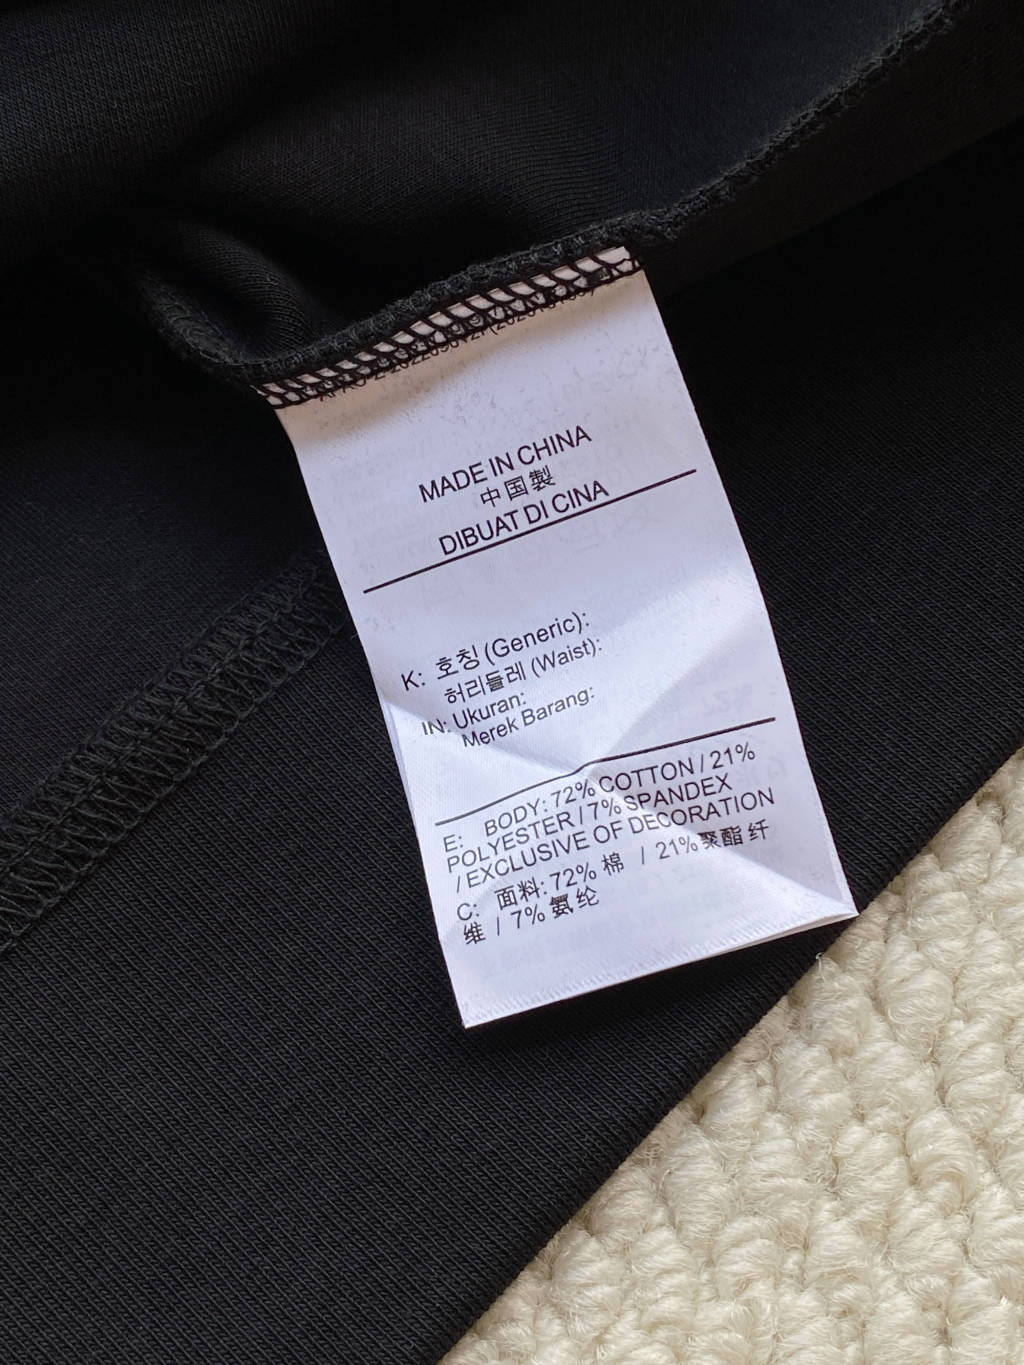 MADE IN CHINA
中国製
DIBUAT DI CINA
K: 호칭 (Generic):
허리둘레 (Waist):
IN: Ukuran:
Merek Barang:
E: BODY: 72% COTTON / 21%
POLYESTER / 7% SPANDEX
/ EXCLUSIVE OF DECORATION
C: 面料: 72% 棉 / 21% 聚酯纤
维 / 7% 氨纶